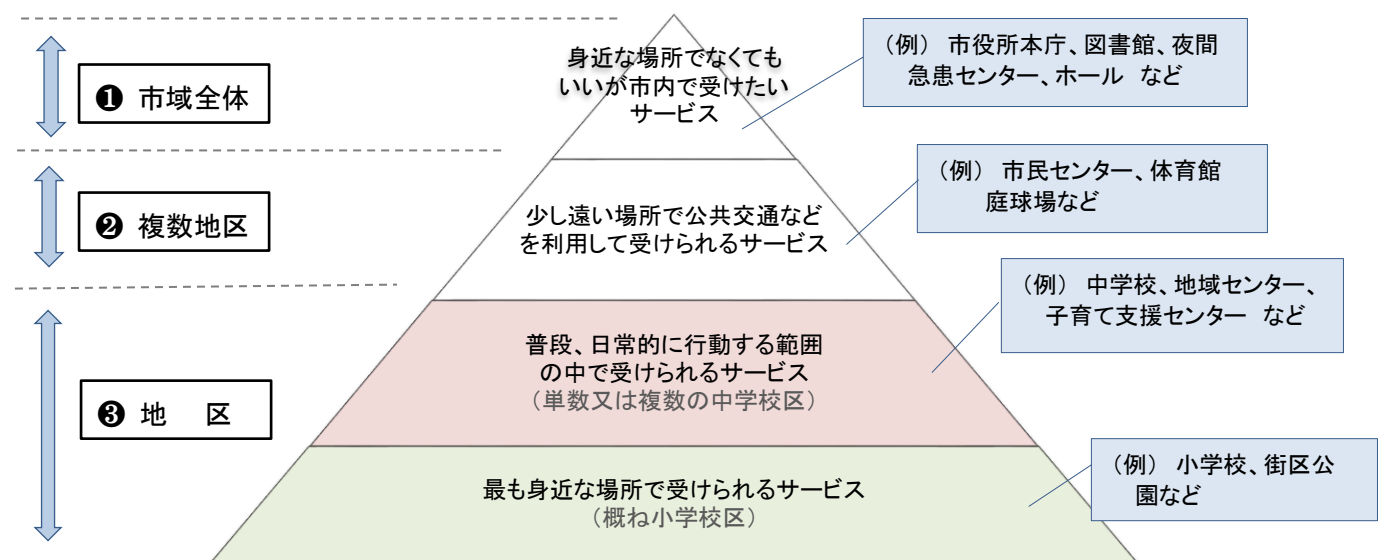 ❶ 市域全体
身近な場所でなくても
いいが市内で受けたい
サービス
（例） 市役所本庁、図書館、夜間
急患センター、ホール など
❷ 複数地区
少し遠い場所で公共交通など
を利用して受けられるサービス
（例） 市民センター、体育館
庭球場など
❸ 地 区
普段、日常的に行動する範囲
の中で受けられるサービス
（単数又は複数の中学校区）
（例） 中学校、地域センター、
子育て支援センター など
最も身近な場所で受けられるサービス
（概ね小学校区）
（例） 小学校、街区公
園など